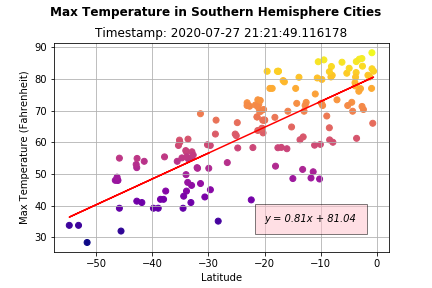 Max Temperature in Southern Hemisphere Cities
Timestamp: 2020-07-27 21:21:49.116178
Max Temperature (Fahrenheit)
90
80
70
60
50
40
30
y = 0.81x + 81.04
−50 −40 −30 −20 −10 0
Latitude